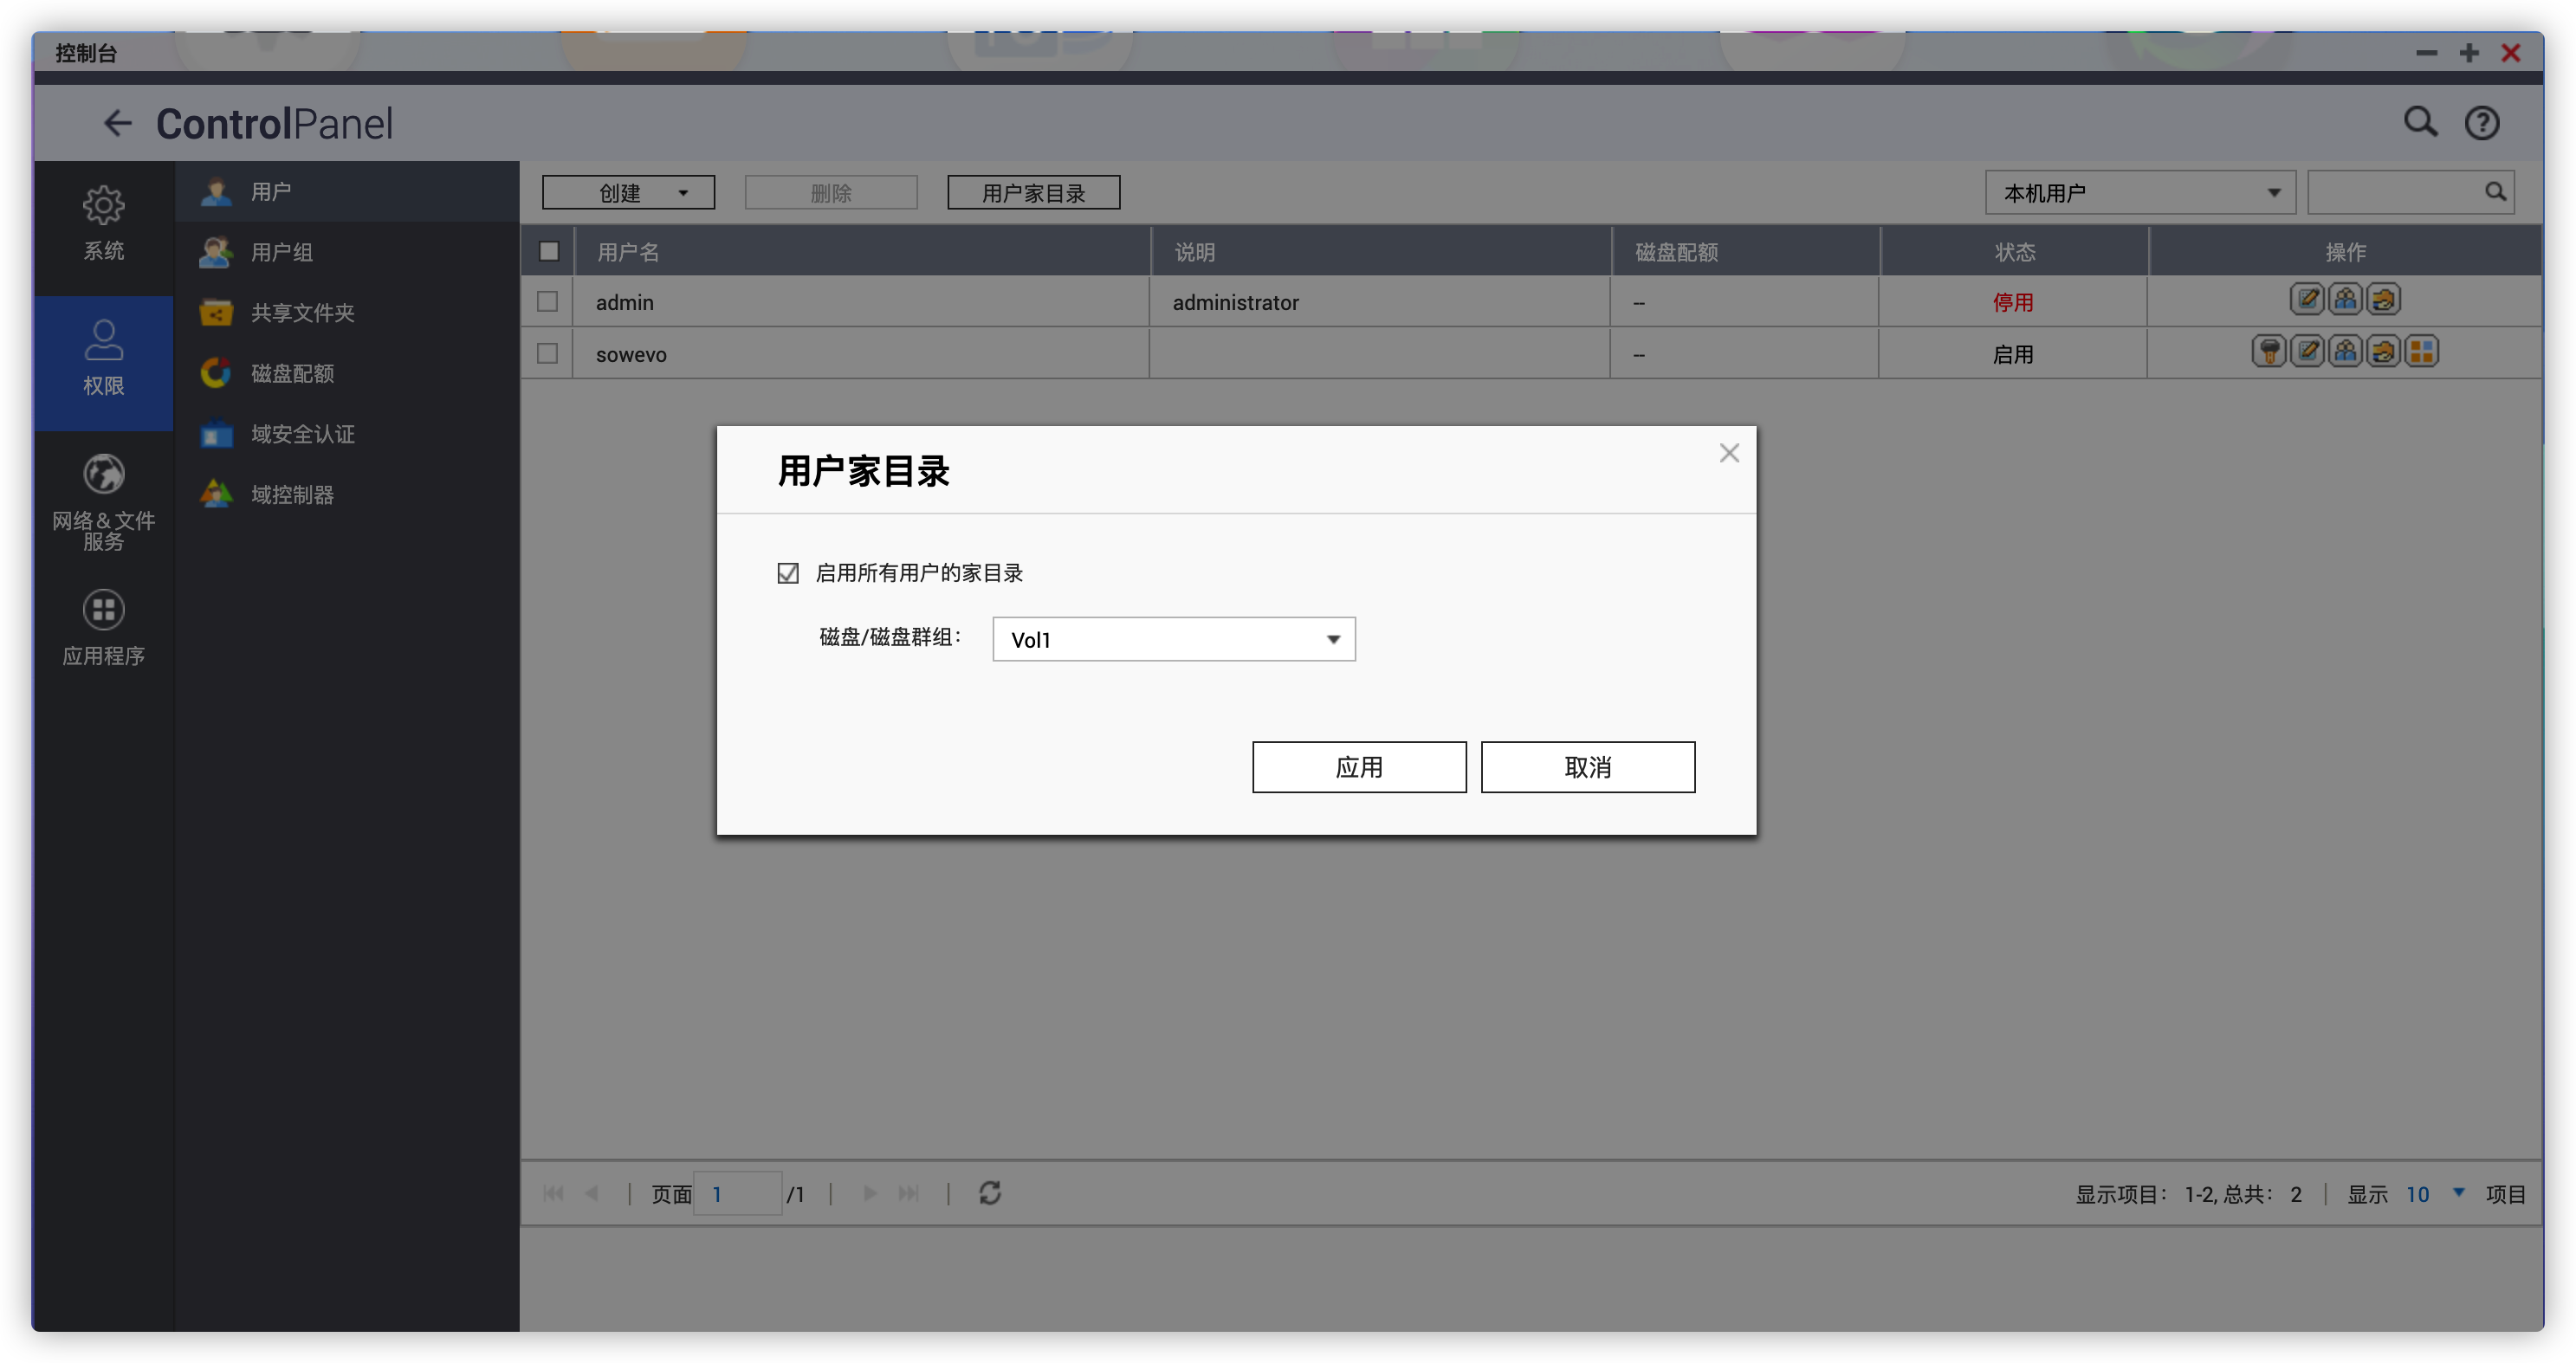 控制台
ControlPanel
系统
权限
网络＆文件
服务
应用程序
用户
用户组
共享文件夹
磁盘配额
域安全认证
域控制器
创建 删除 用户家目录 本机用户
用户名 说明 磁盘配额 状态 操作
admin administrator -- 停用
sowevo -- 启用
用户家目录
启用所有用户的家目录
磁盘/磁盘群组： Vol1
应用 取消
页面 1 /1 显示项目： 1-2, 总共： 2 显示 10 项目